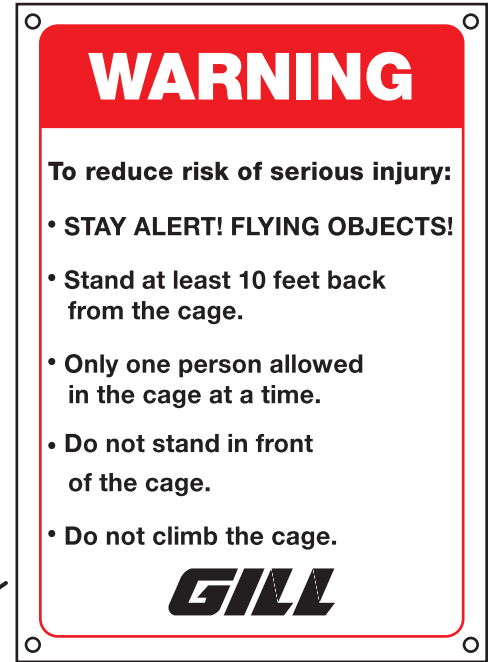 WARNING
To reduce risk of serious injury:
• STAY ALERT! FLYING OBJECTS!
• Stand at least 10 feet back
from the cage.
• Only one person allowed
in the cage at a time.
• Do not stand in front
of the cage.
• Do not climb the cage.
GILL